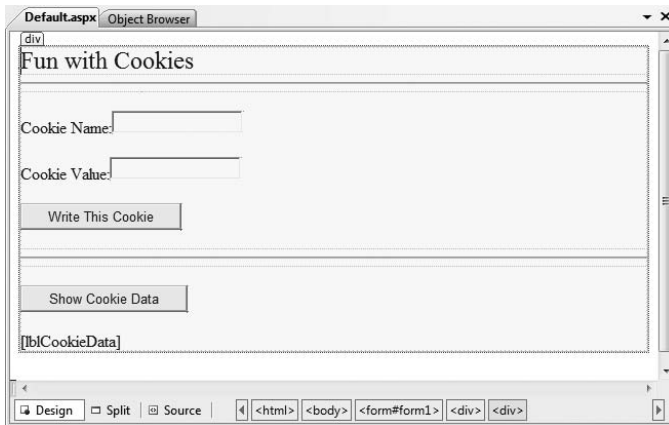 Default.aspx Object Browser
div
Fun with Cookies
Cookie Name:
Cookie Value:
Write This Cookie
Show Cookie Data
[lblCookieData]
Design Split Source <html> <body> <form#form1> <div> <div>